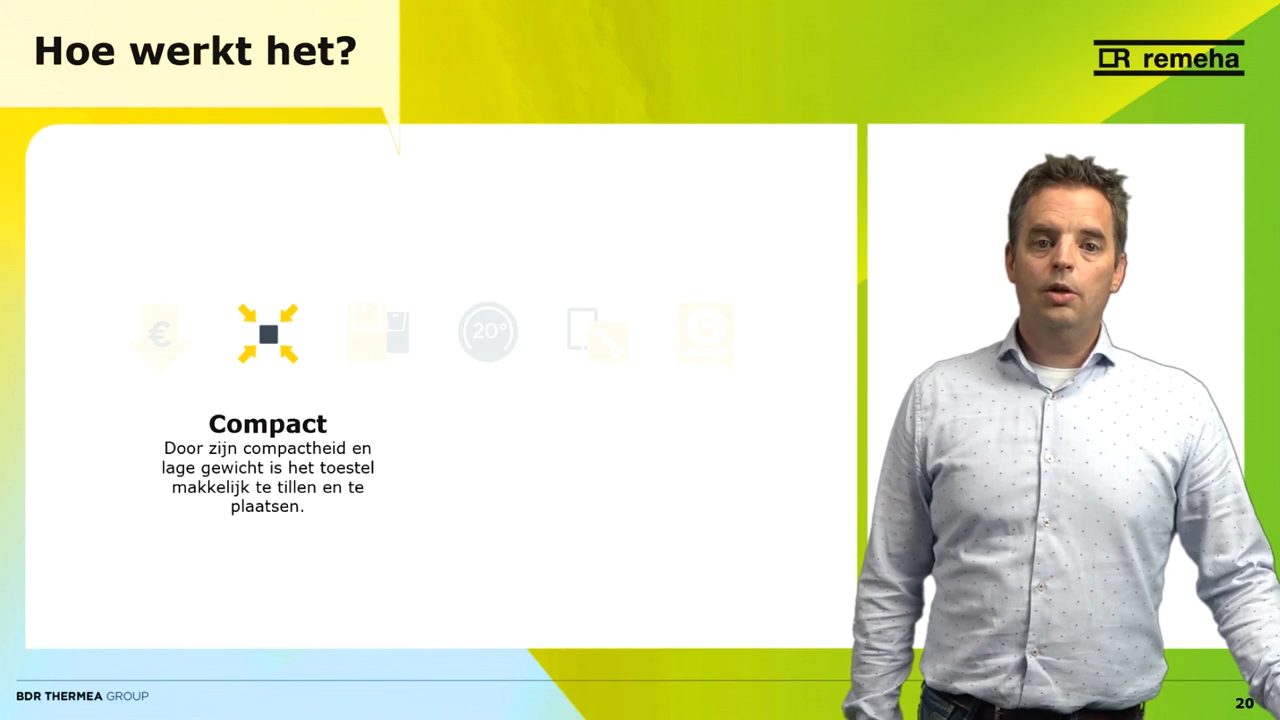 Hoe werkt het?
remeha
€
20°
Compact
Door zijn compactheid en
lage gewicht is het toestel
makkelijk te tillen en te
plaatsen.
BDR THERMEA GROUP
20